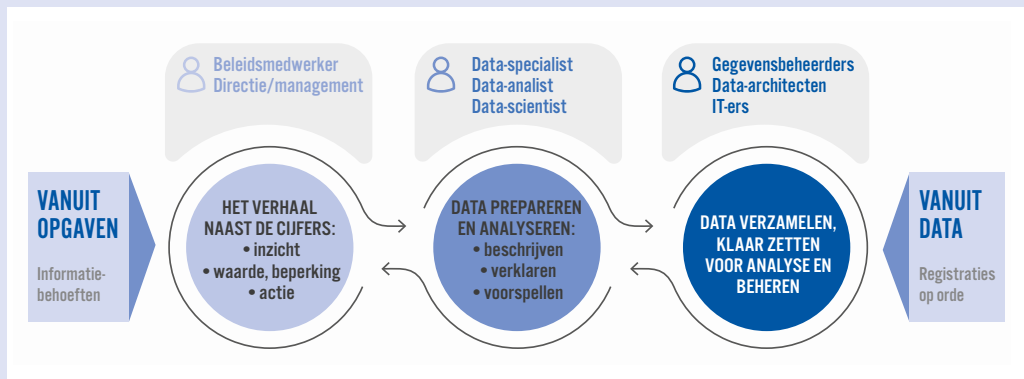 Beleidsmedwerker
Directie/management
Data-specialist
Data-analist
Data-scientist
Gegevensbeheerders
Data-architecten
IT-ers
VANUIT
OPGAVEN
Informatie-
behoeften
HET VERHAAL
NAAST DE CIJFERS:
• inzicht
• waarde, beperking
• actie
DATA PREPAREREN
EN ANALYSEREN:
• beschrijven
• verklaren
• voorspellen
DATA VERZAMELEN,
KLAAR ZETTEN
VOOR ANALYSE EN
BEHEREN
VANUIT
DATA
Registraties
op orde